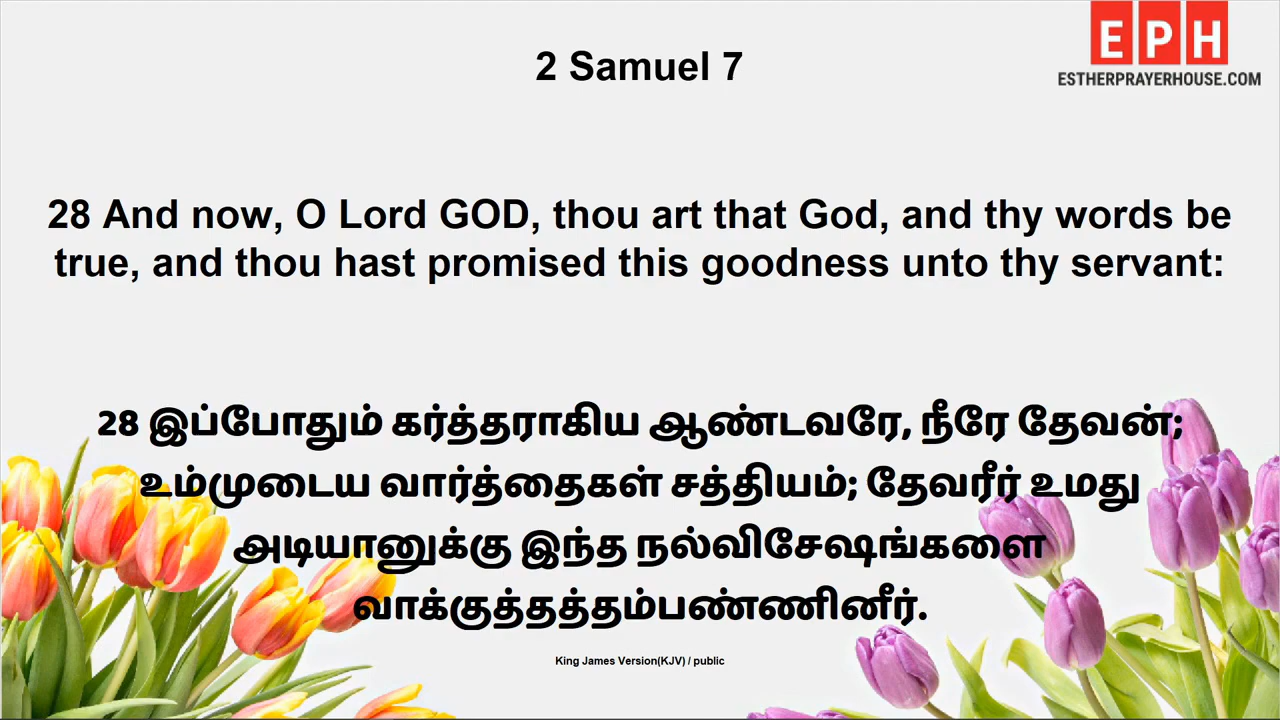 EPH
ESTHERPRAYERHOUSE.COM
2 Samuel 7
28 And now, O Lord GOD, thou art that God, and thy words be
true, and thou hast promised this goodness unto thy servant:
28 இப்போதும் கர்த்தராகிய ஆண்டவரே, நீரே தேவன்;
உம்முடைய வார்த்தைகள் சத்தியம்; தேவரீர் உமது
அடியானுக்கு இந்த நல்விசேஷங்களை
வாக்குத்தத்தம்பண்ணினீர்.
King James Version(KJV) / public